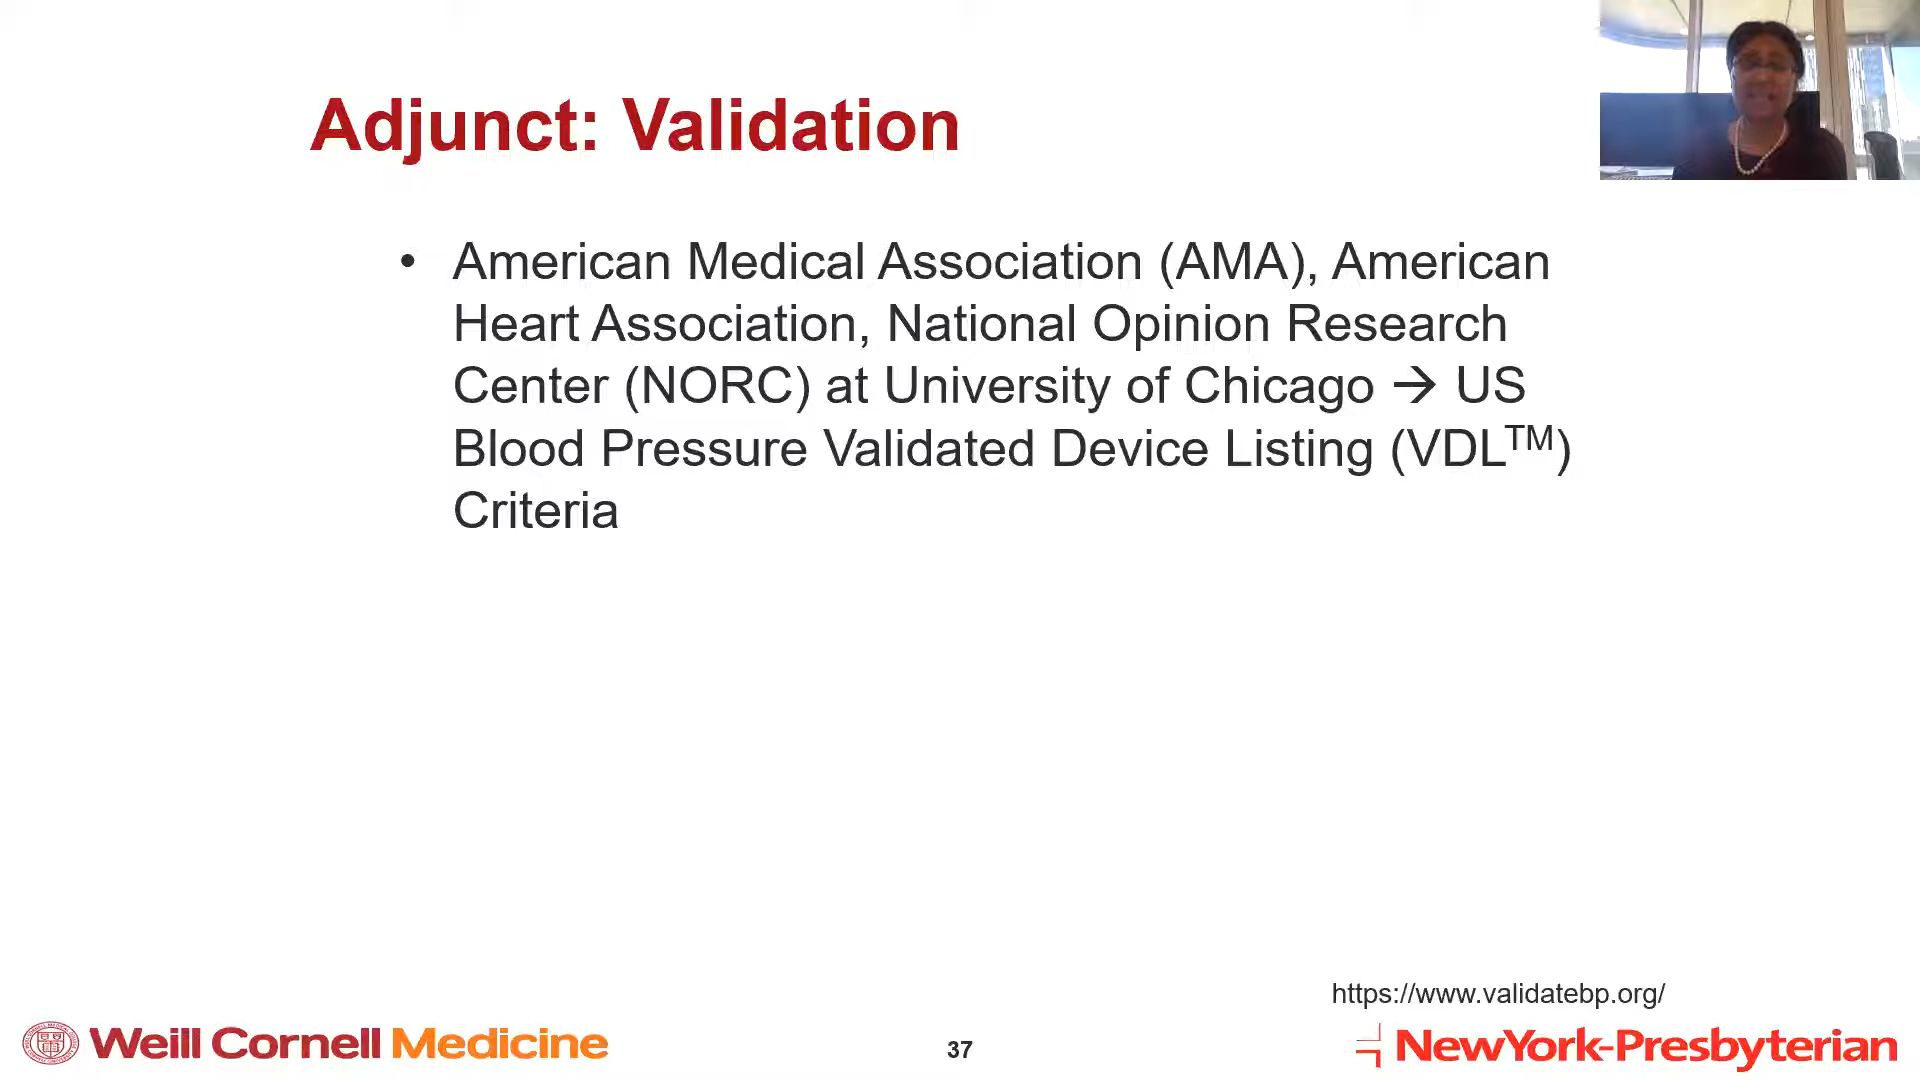 Adjunct: Validation
• American Medical Association (AMA), American
Heart Association, National Opinion Research
Center (NORC) at University of Chicago → US
Blood Pressure Validated Device Listing (VDL™)
Criteria
https://www.validatebp.org/
Weill Cornell Medicine
37
NewYork-Presbyterian